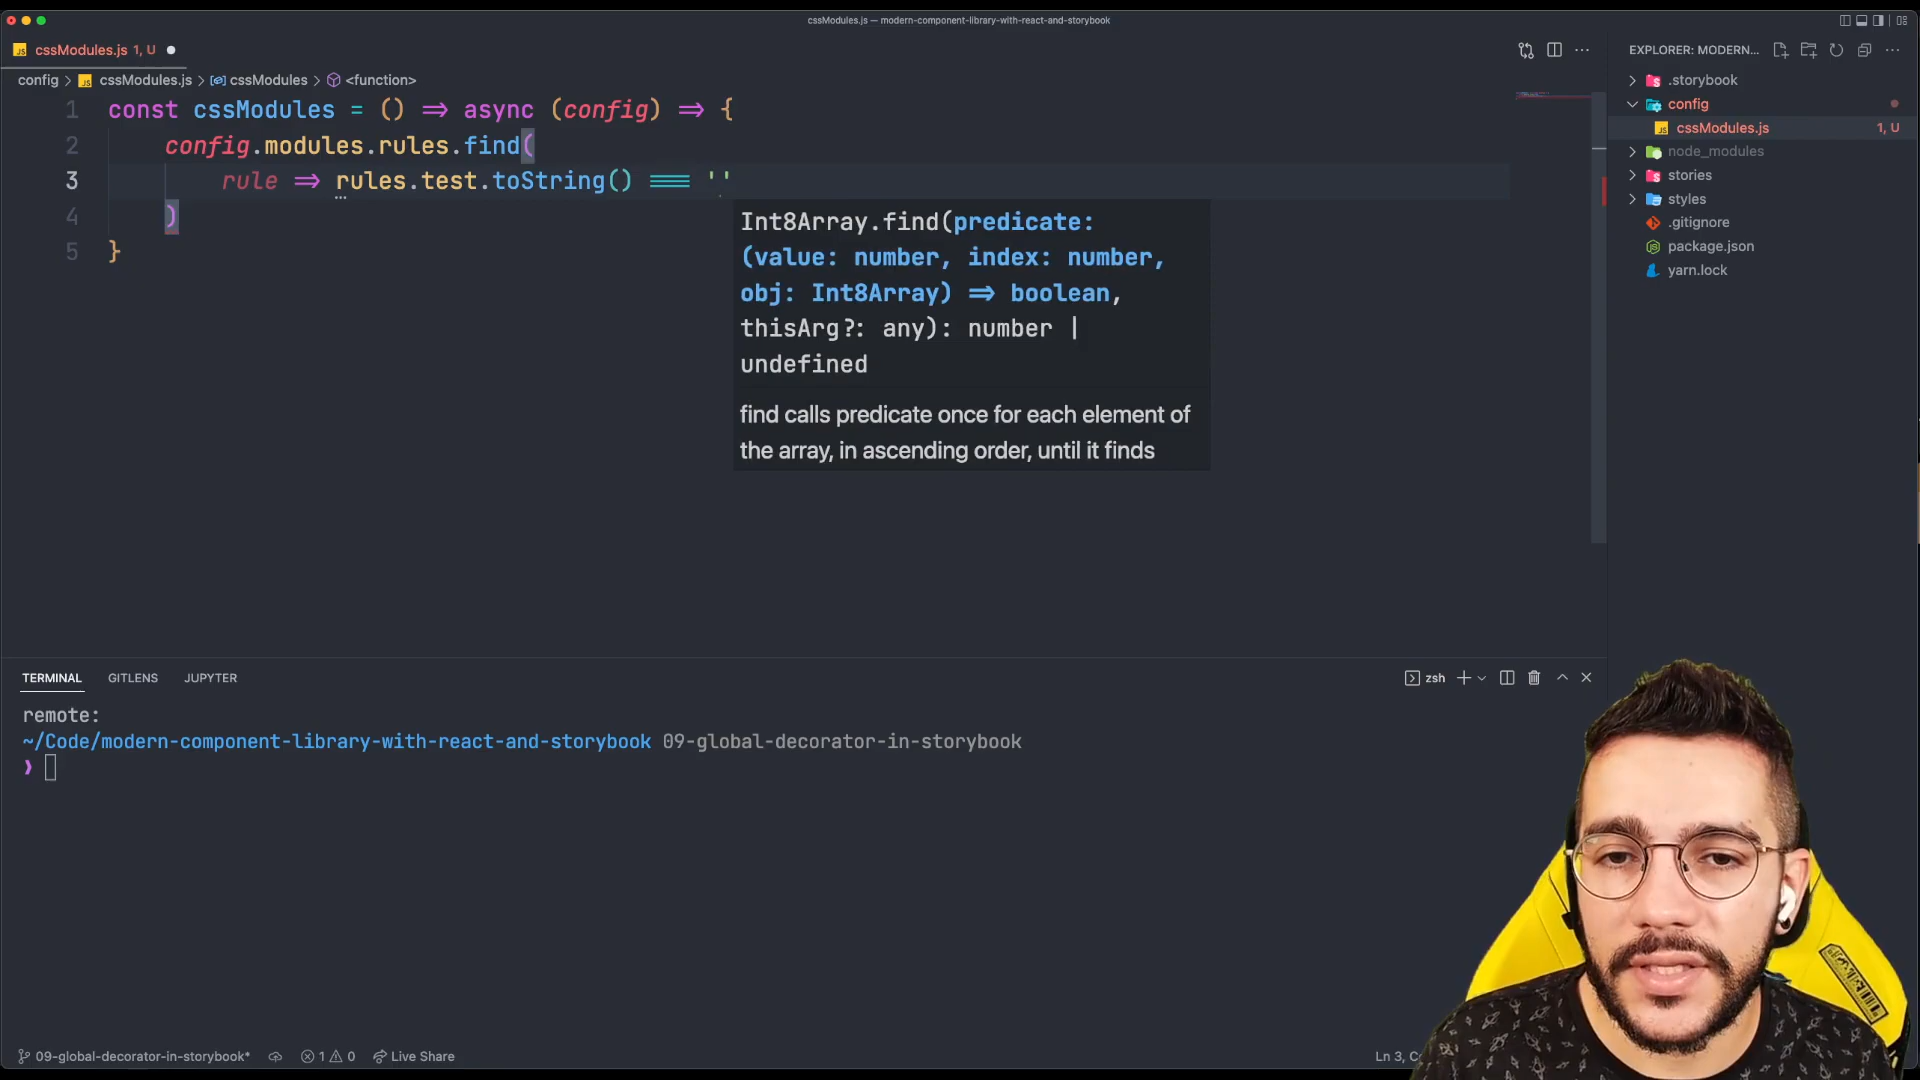 cssModules.js — modern-component-library-with-react-and-storybook
cssModules.js 1, U
config > cssModules.js > cssModules > <function>
1 const cssModules = () => async (config) => {
2 config.modules.rules.find(
3 rule => rules.test.toString() === ''
4 )
5 }
Int8Array.find(predicate:
(value: number, index: number,
obj: Int8Array) => boolean,
thisArg?: any): number |
undefined
find calls predicate once for each element of
the array, in ascending order, until it finds
EXPLORER: MODERN...
.storybook
config
cssModules.js 1, U
node_modules
stories
styles
.gitignore
package.json
yarn.lock
TERMINAL GITLENS JUPYTER
zsh
remote:
~/Code/modern-component-library-with-react-and-storybook 09-global-decorator-in-storybook
❯
09-global-decorator-in-storybook* 1 0 Live Share
Ln 3,